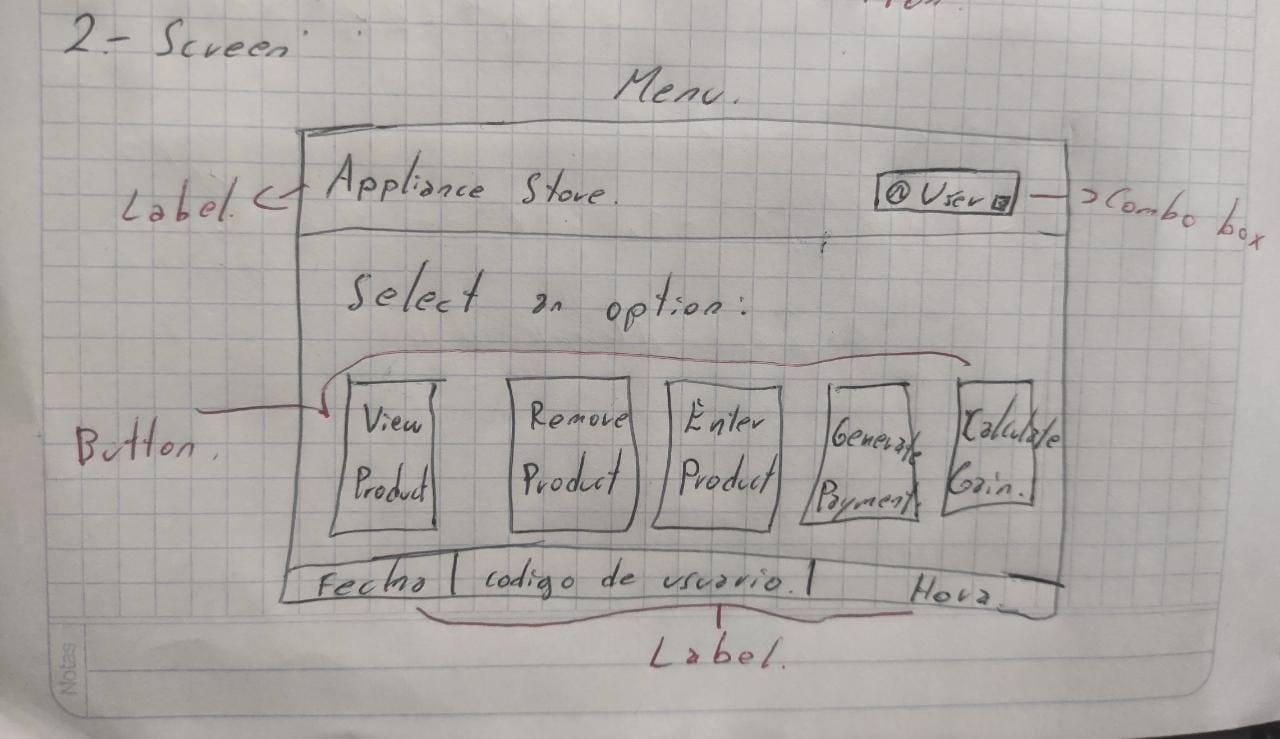 2.- Screen
Menu.
Appliance Store.
User
Label.
Combo box
Select an option:
Button.
View
Product
Remove
Product
Enter
Product
Generate
Payment
Calculate
Gain.
Fecha
codigo de usuario.
Hora
Label.
Notas